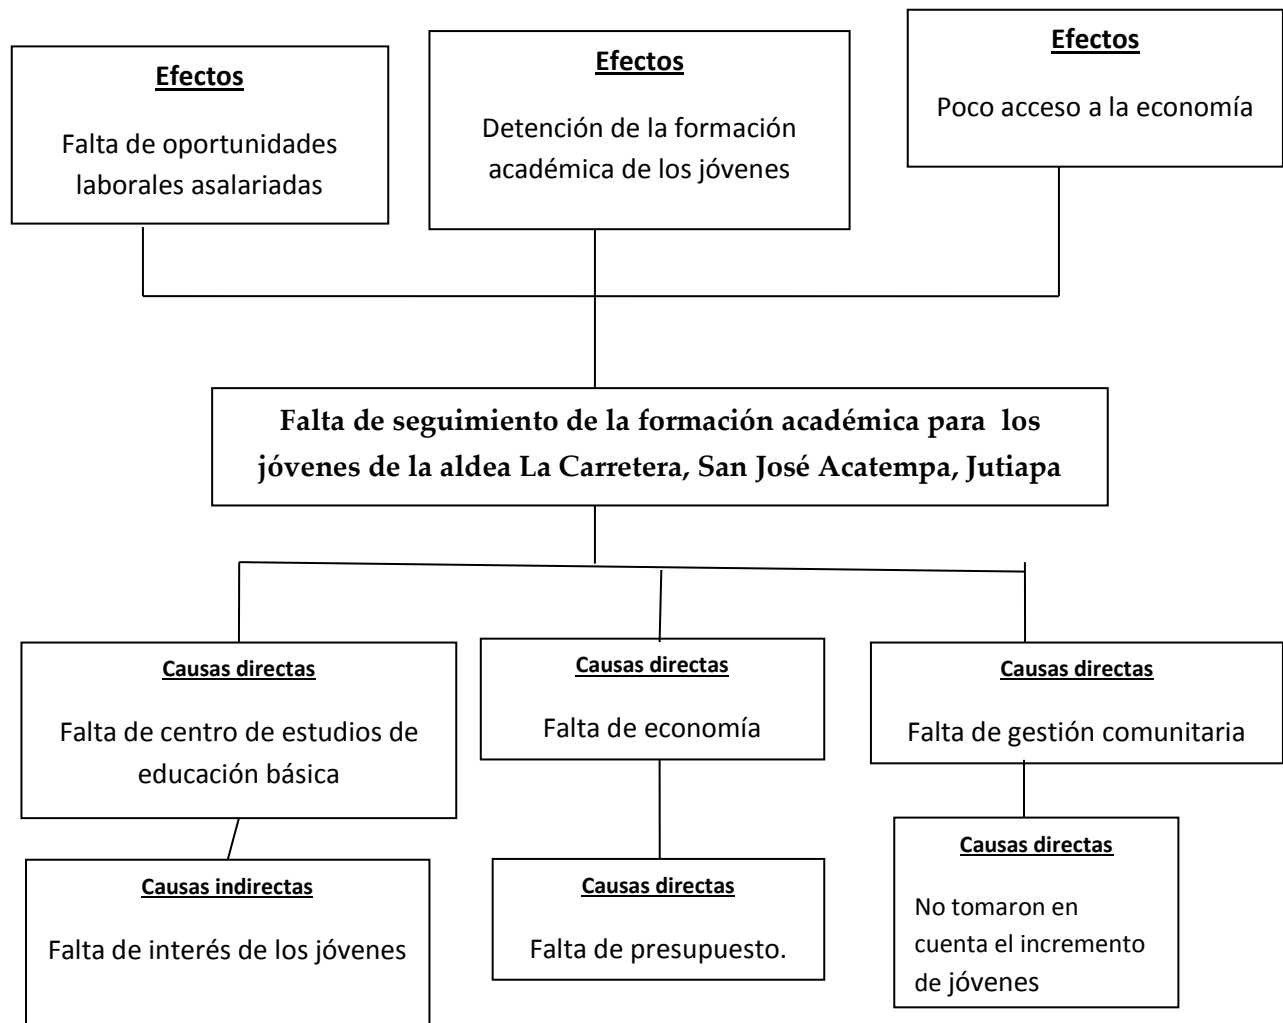 Efectos
Falta de oportunidades
laborales asalariadas
Efectos
Detención de la formación
académica de los jóvenes
Efectos
Poco acceso a la economía
Falta de seguimiento de la formación académica para los
jóvenes de la aldea La Carretera, San José Acatempa, Jutiapa
Causas directas
Falta de centro de estudios de
educación básica
Causas directas
Falta de economía
Causas directas
Falta de gestión comunitaria
Causas indirectas
Falta de interés de los jóvenes
Causas directas
Falta de presupuesto.
Causas directas
No tomaron en
cuenta el incremento
de jóvenes